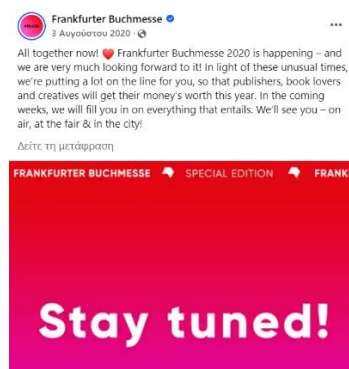 Frankfurter Buchmesse
3 Αυγούστου 2020 ·
All together now! ❤️ Frankfurter Buchmesse 2020 is happening – and
we are very much looking forward to it! In light of these unusual times,
we're putting a lot on the line for you, so that publishers, book lovers
and creatives will get their money's worth this year. In the coming
weeks, we will fill you in on everything that entails. We'll see you – on
air, at the fair & in the city!
Δείτε τη μετάφραση
FRANKFURTER BUCHMESSE SPECIAL EDITION FRANK
Stay tuned!